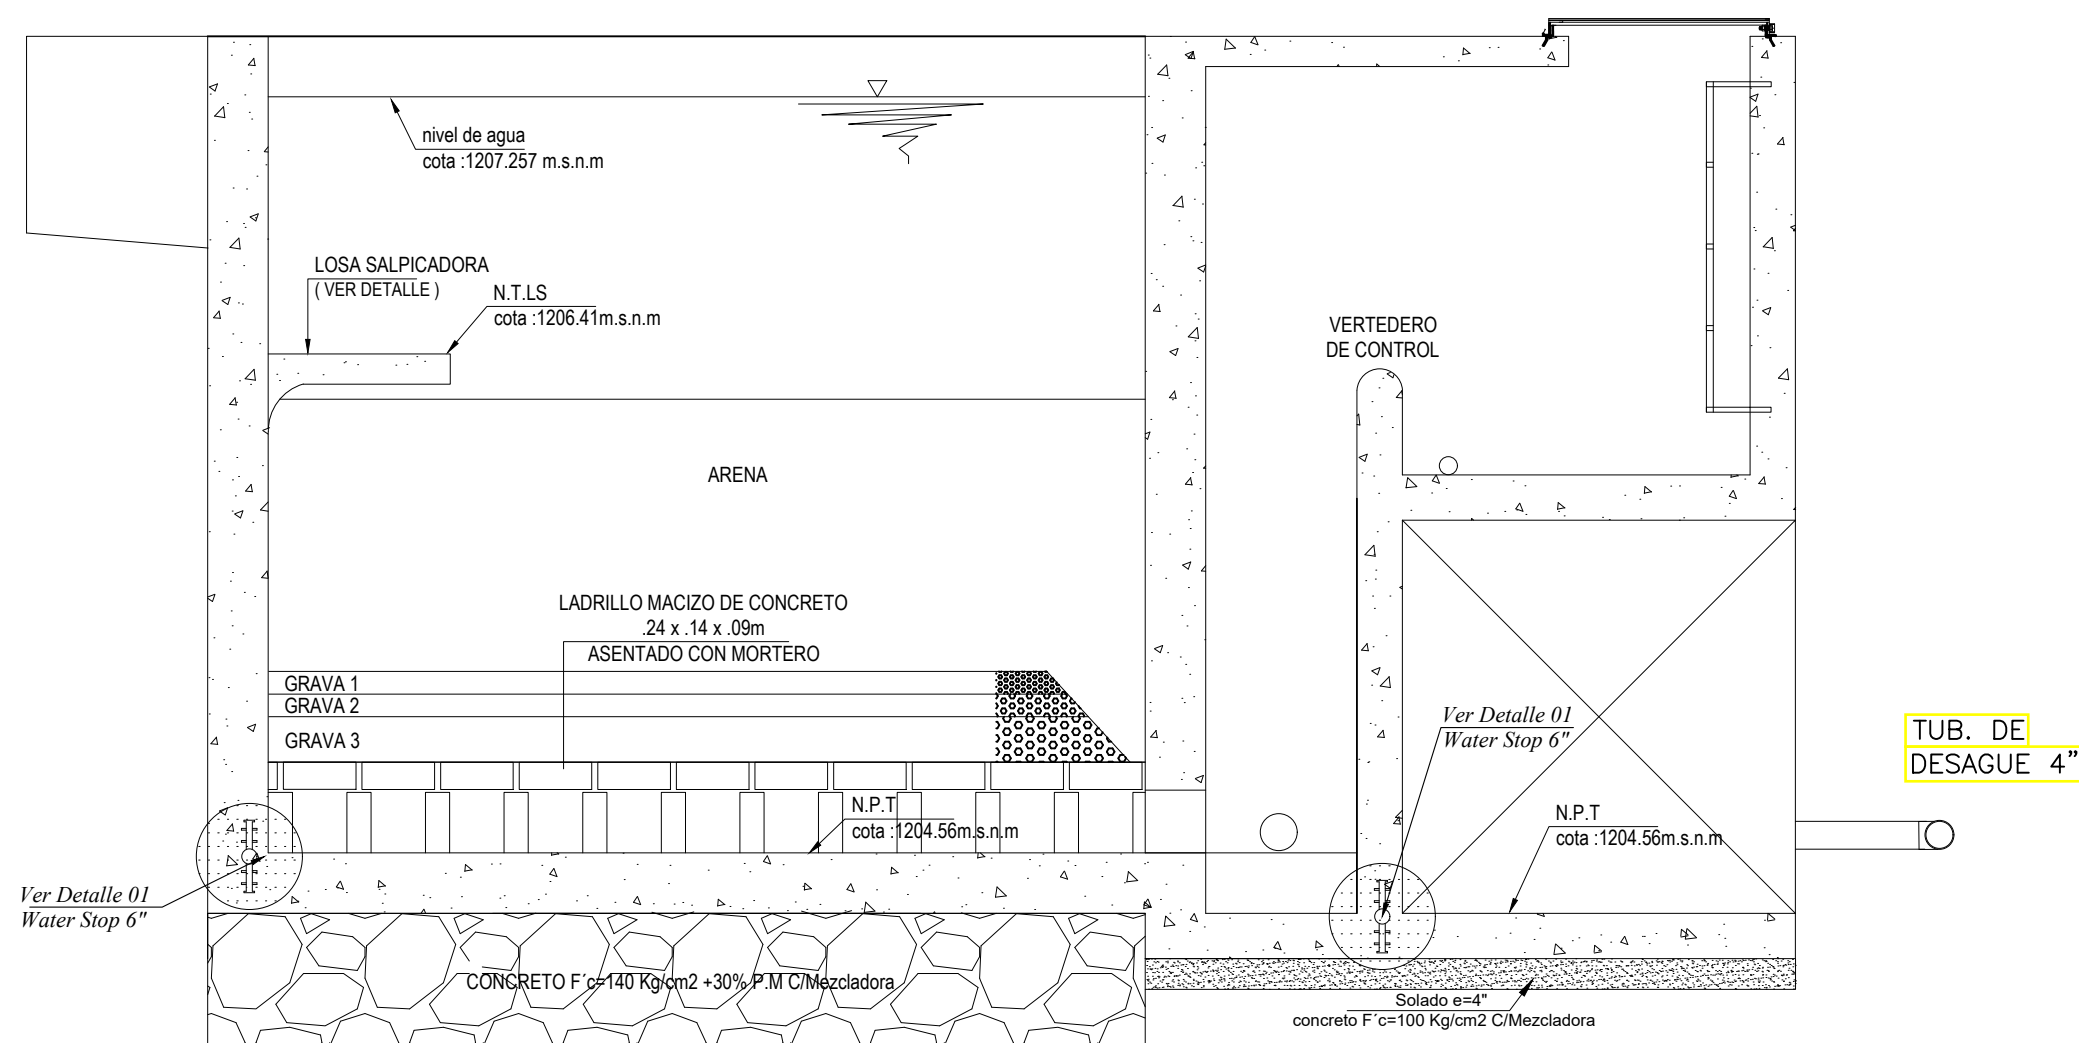 nivel de agua
cota :1207.257 m.s.n.m
LOSA SALPICADORA
( VER DETALLE )
N.T.LS
cota :1206.41m.s.n.m
VERTEDERO
DE CONTROL
ARENA
LADRILLO MACIZO DE CONCRETO
.24 x .14 x .09m
ASENTADO CON MORTERO
GRAVA 1
GRAVA 2
GRAVA 3
Ver Detalle 01
Water Stop 6"
TUB. DE
DESAGUE 4"
N.P.T
cota :1204.56m.s.n.m
N.P.T
cota :1204.56m.s.n.m
Ver Detalle 01
Water Stop 6"
CONCRETO F´c=140 Kg/cm2 +30% P.M C/Mezcladora
Solado e=4"
concreto F´c=100 Kg/cm2 C/Mezcladora